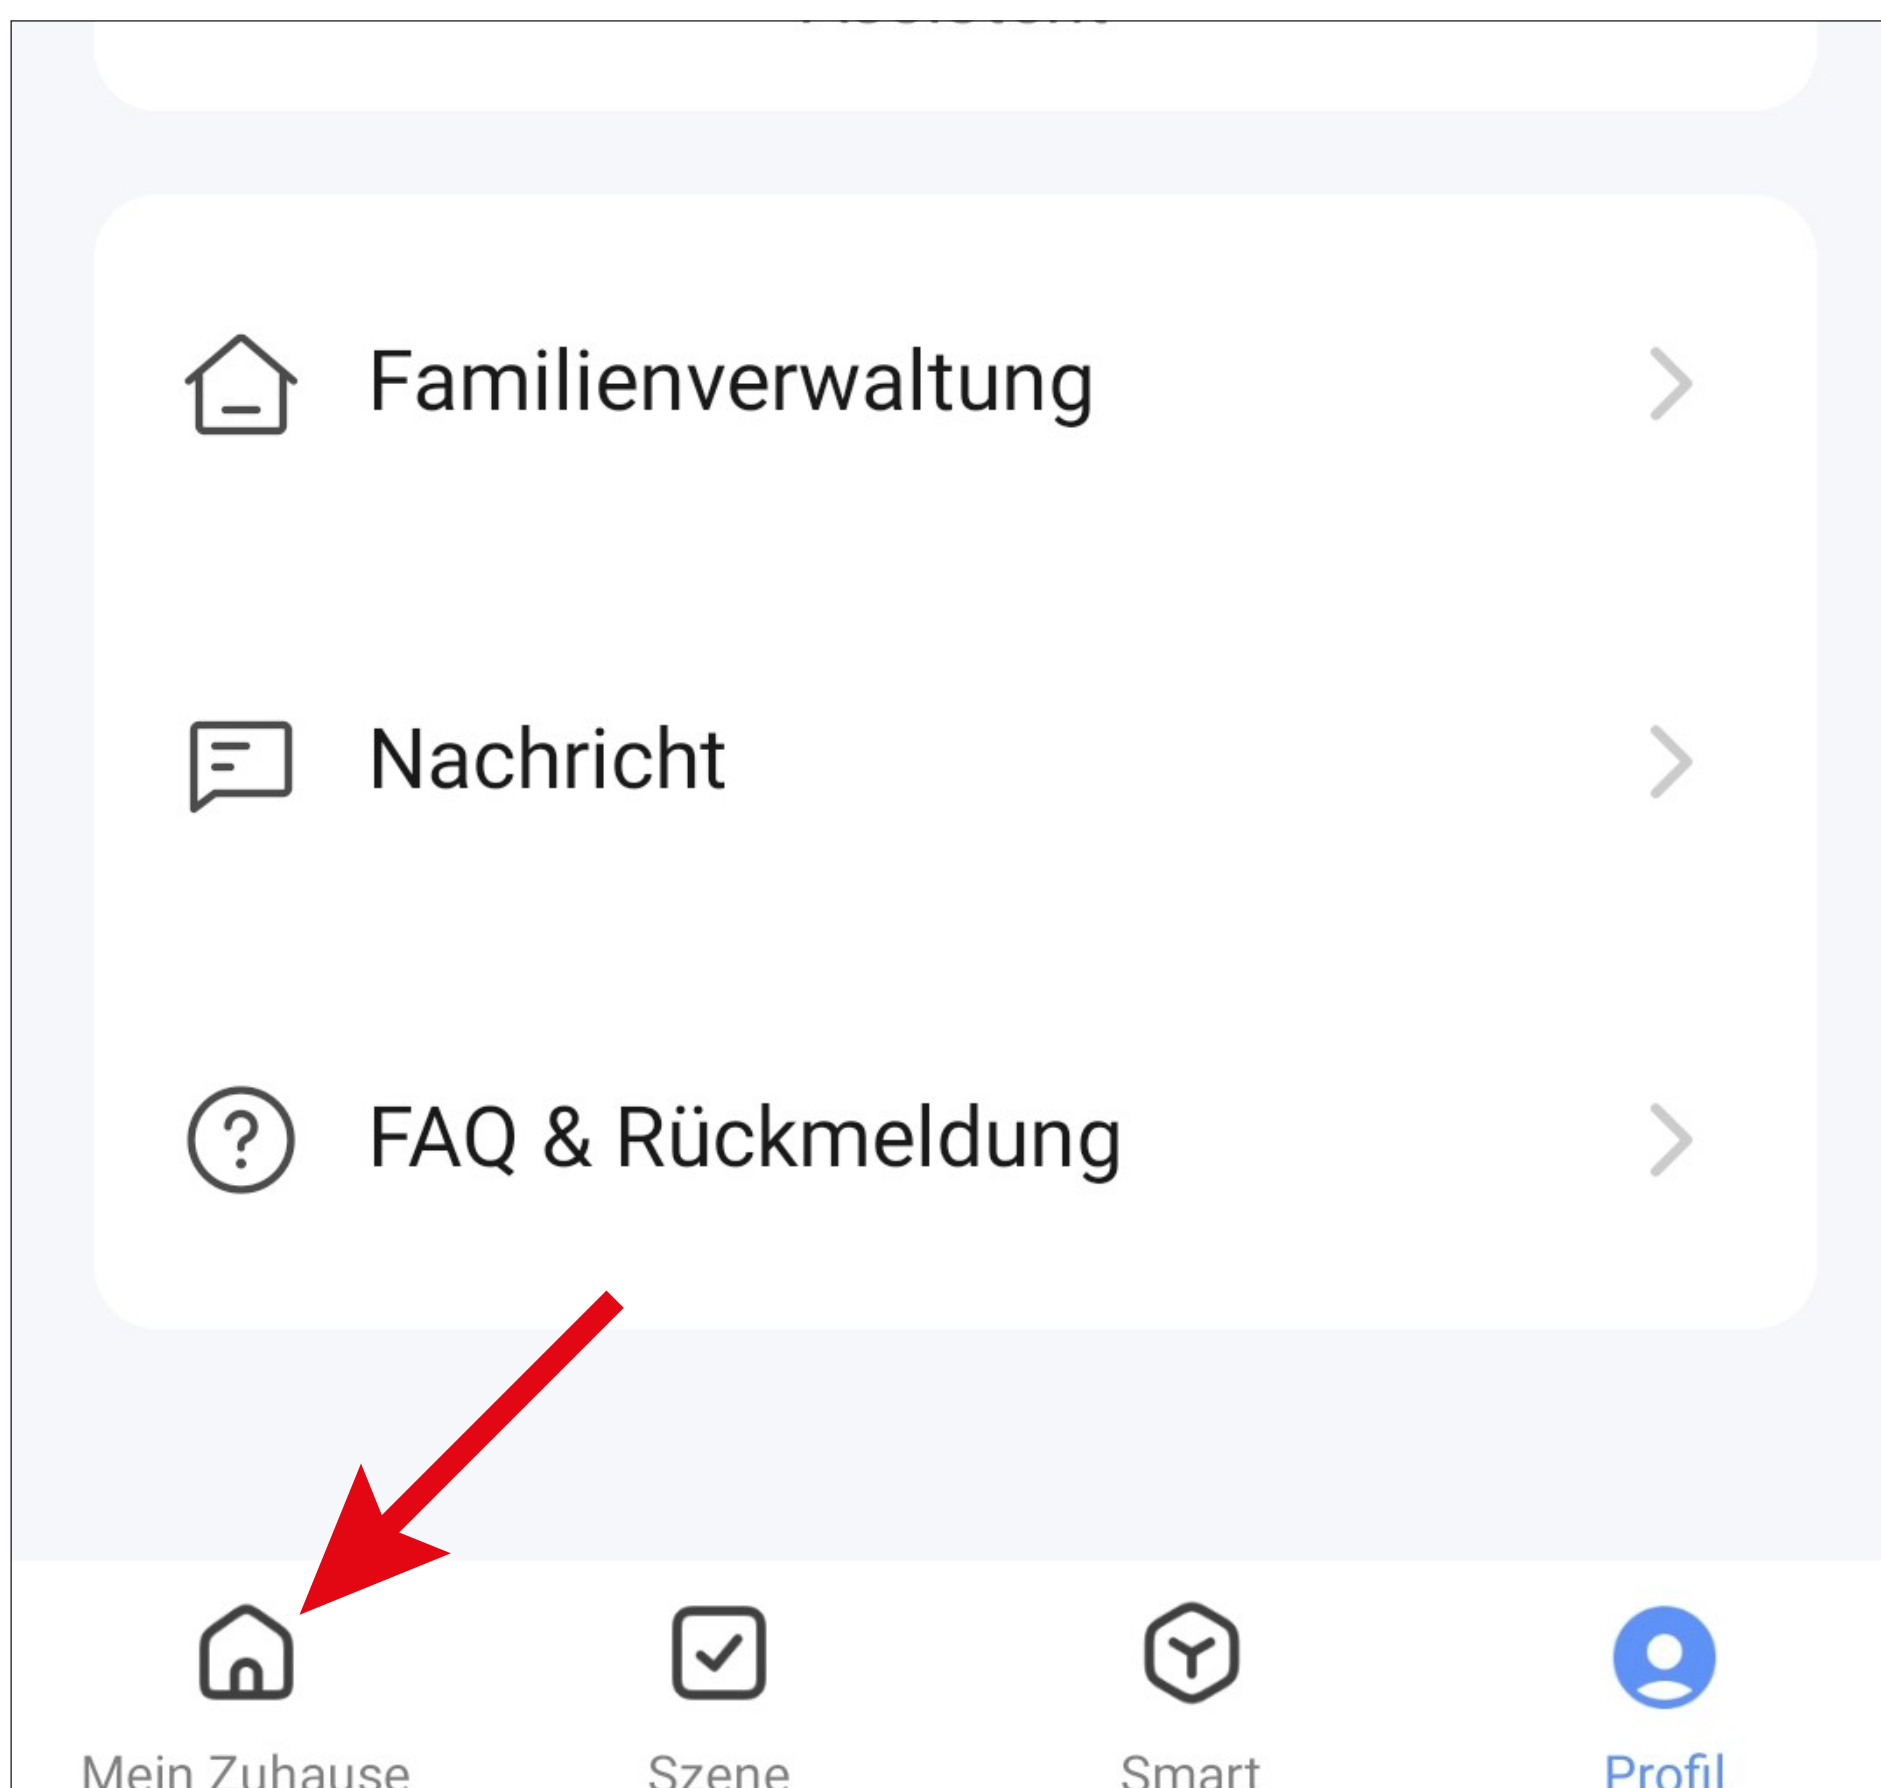 Familienverwaltung
Nachricht
FAQ & Rückmeldung
Mein Zuhause
Szene
Smart
Profil